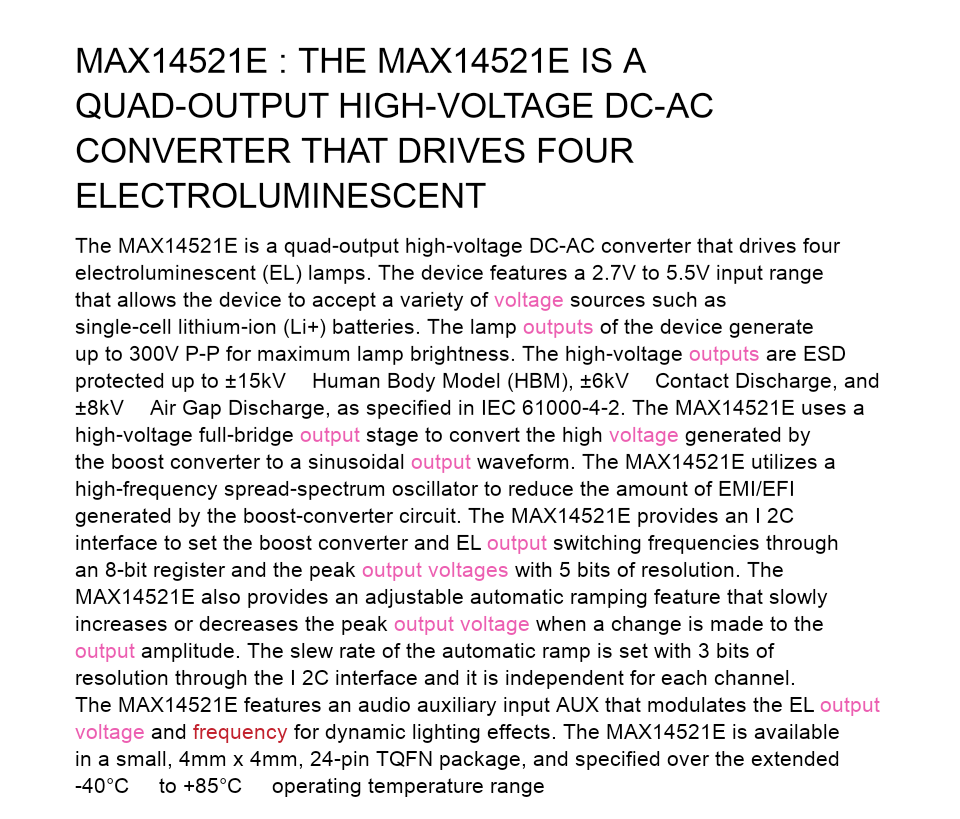 MAX14521E : THE MAX14521E IS A
QUAD-OUTPUT HIGH-VOLTAGE DC-AC
CONVERTER THAT DRIVES FOUR
ELECTROLUMINESCENT
The MAX14521E is a quad-output high-voltage DC-AC converter that drives four
electroluminescent (EL) lamps. The device features a 2.7V to 5.5V input range
that allows the device to accept a variety of voltage sources such as
single-cell lithium-ion (Li+) batteries. The lamp outputs of the device generate
up to 300V P-P for maximum lamp brightness. The high-voltage outputs are ESD
protected up to ±15kV Human Body Model (HBM), ±6kV Contact Discharge, and
±8kV Air Gap Discharge, as specified in IEC 61000-4-2. The MAX14521E uses a
high-voltage full-bridge output stage to convert the high voltage generated by
the boost converter to a sinusoidal output waveform. The MAX14521E utilizes a
high-frequency spread-spectrum oscillator to reduce the amount of EMI/EFI
generated by the boost-converter circuit. The MAX14521E provides an I 2C
interface to set the boost converter and EL output switching frequencies through
an 8-bit register and the peak output voltages with 5 bits of resolution. The
MAX14521E also provides an adjustable automatic ramping feature that slowly
increases or decreases the peak output voltage when a change is made to the
output amplitude. The slew rate of the automatic ramp is set with 3 bits of
resolution through the I 2C interface and it is independent for each channel.
The MAX14521E features an audio auxiliary input AUX that modulates the EL output
voltage and frequency for dynamic lighting effects. The MAX14521E is available
in a small, 4mm x 4mm, 24-pin TQFN package, and specified over the extended
-40°C to +85°C operating temperature range